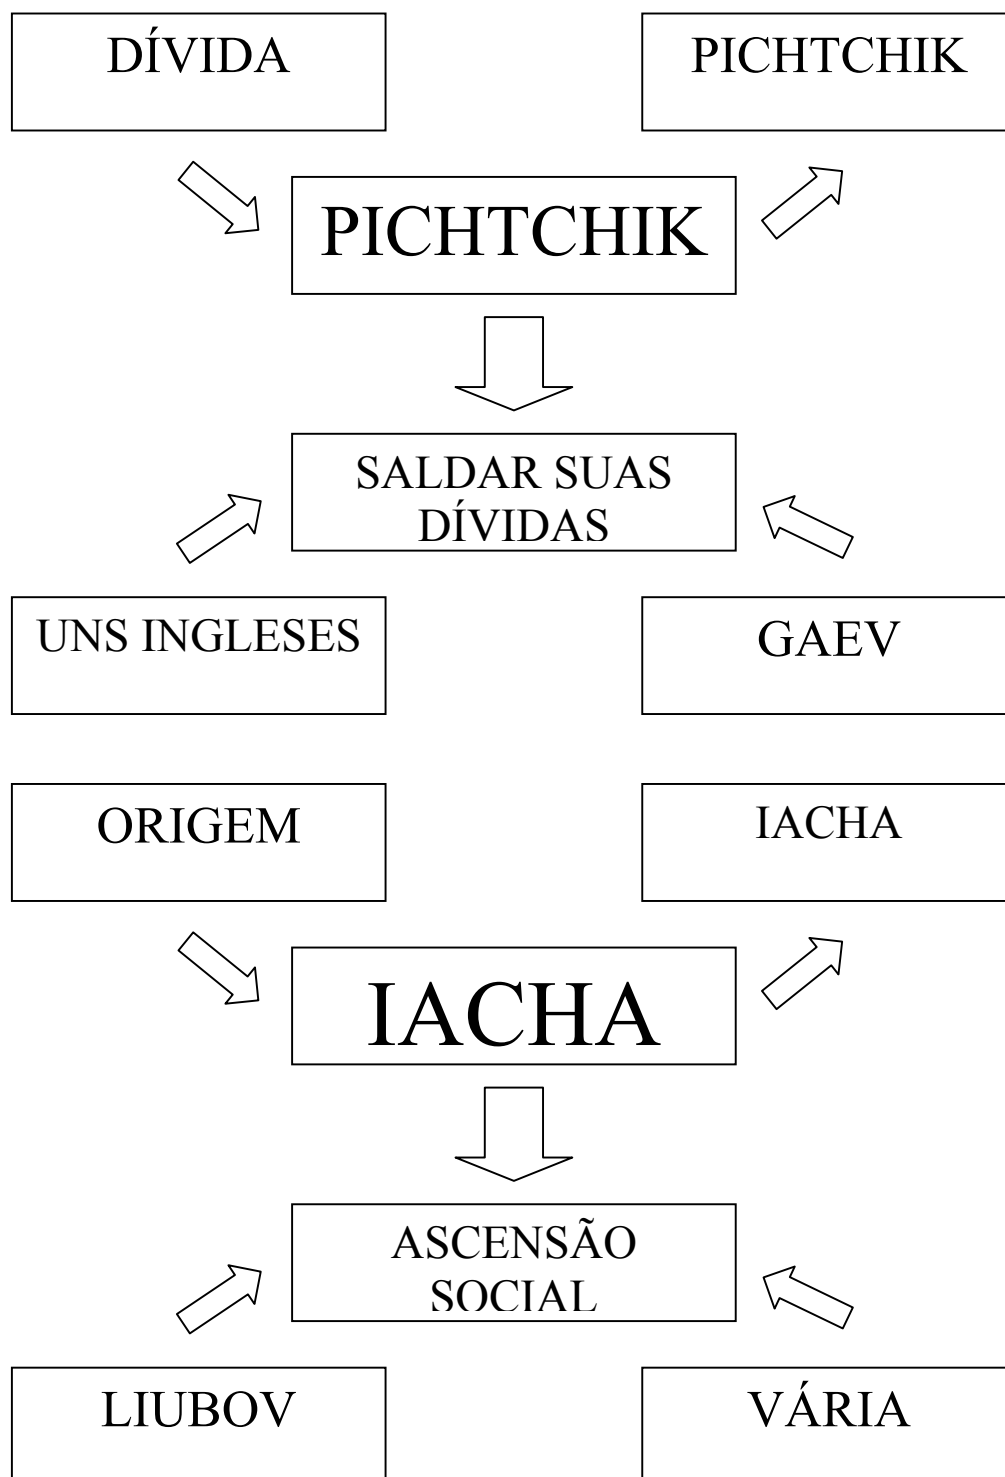 DÍVIDA
PICHTCHIK
PICHTCHIK
SALDAR SUAS
DÍVIDAS
UNS INGLESES
GAEV
ORIGEM
IACHA
IACHA
ASCENSÃO
SOCIAL
LIUBOV
VÁRIA